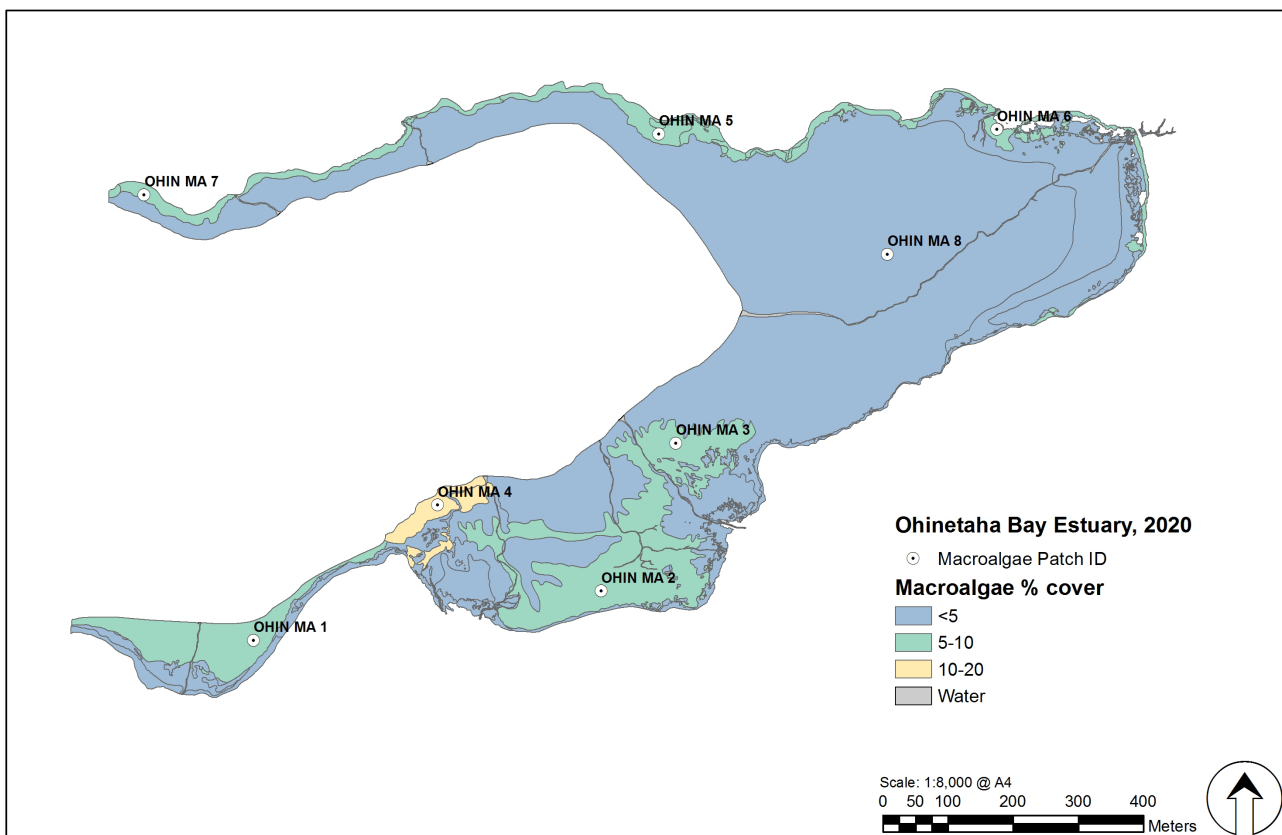 OHIN MA 5
OHIN MA 6
OHIN MA 7
OHIN MA 8
OHIN MA 3
OHIN MA 4
OHIN MA 2
OHIN MA 1
Ohinetaha Bay Estuary, 2020
Macroalgae Patch ID
Macroalgae % cover
<5
5-10
10-20
Water
Scale: 1:8,000 @ A4
0 50 100 200 300 400
Meters